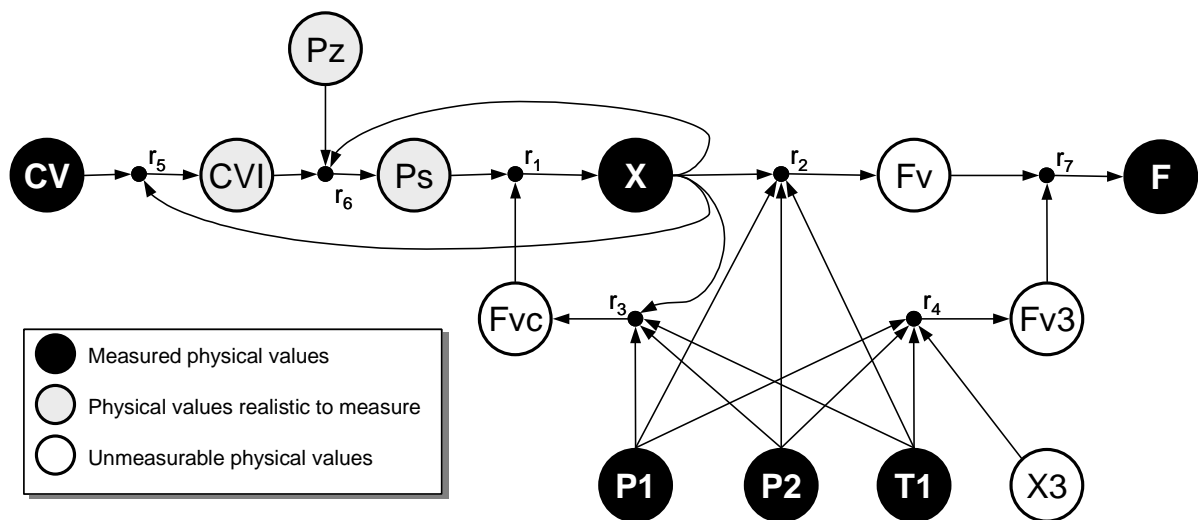 Pz
CV r5 CVI r6 Ps r1 X r2 Fv r7 F
Fvc r3 r4 Fv3
Measured physical values
Physical values realistic to measure
Unmeasurable physical values
P1 P2 T1 X3